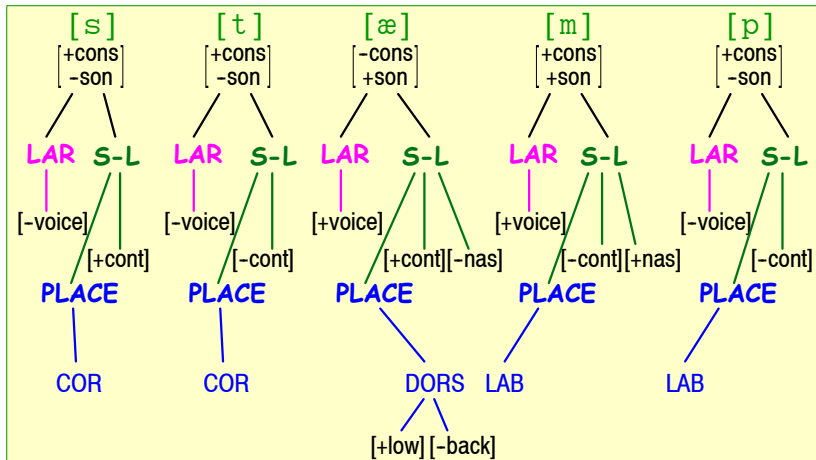 [s] [t] [æ] [m] [p]
[+cons [+cons [-cons [+cons [+cons
-son] -son] +son] +son] -son]
LAR S-L LAR S-L LAR S-L LAR S-L LAR S-L
[-voice] [-voice] [+voice] [+voice] [-voice]
[+cont] [-cont] [+cont] [-nas] [-cont] [+nas] [-cont]
PLACE PLACE PLACE PLACE PLACE
COR COR DORS LAB LAB
[+low] [-back]